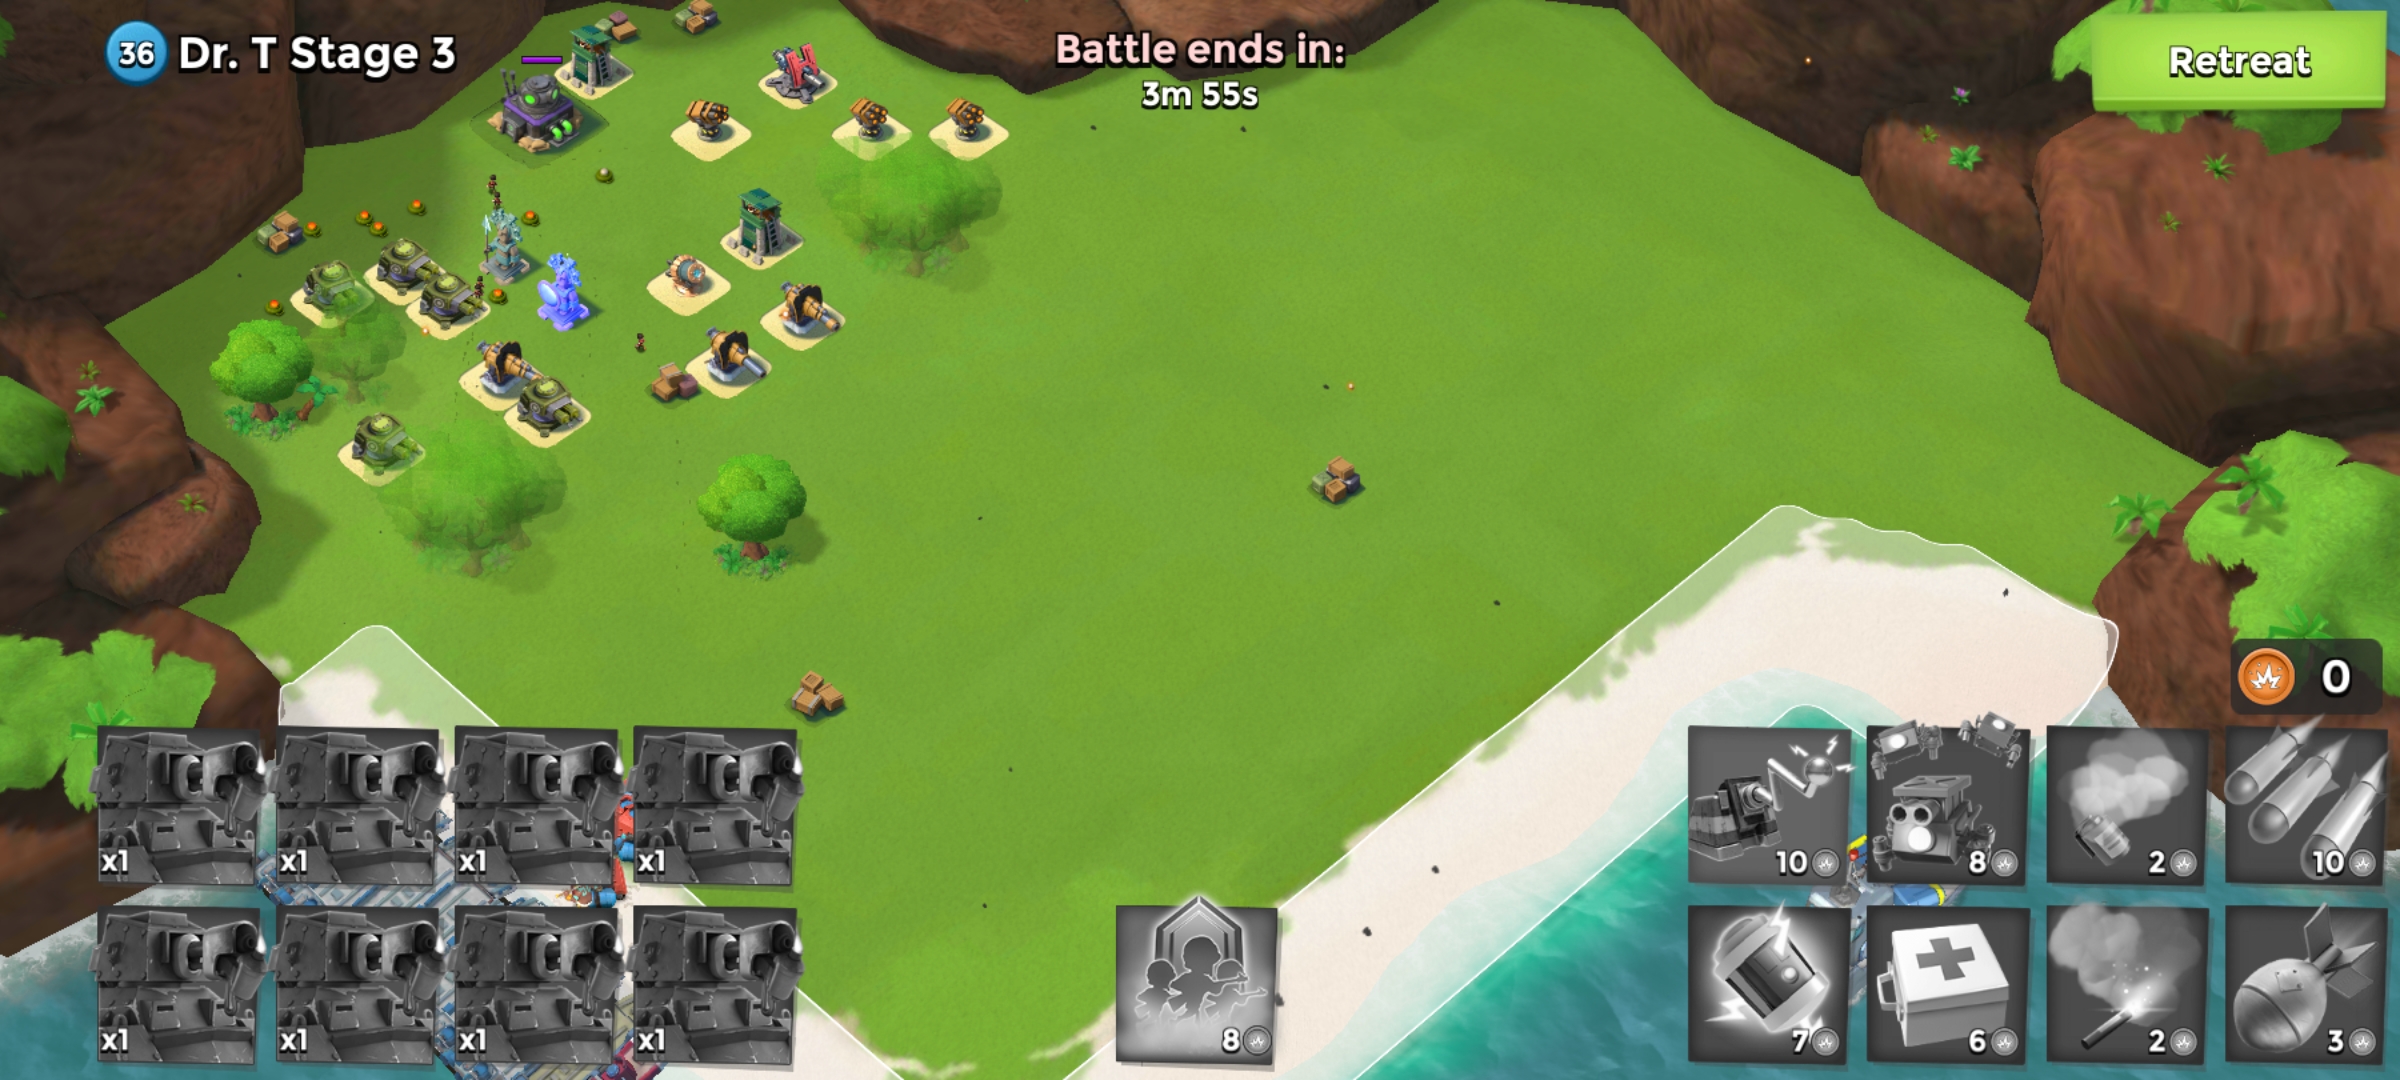 36 Dr. T Stage 3
Battle ends in:
3m 55s
Retreat
0
x1 x1 x1 x1
10 8 2 10
x1 x1 x1 x1
8
7 6 2 3